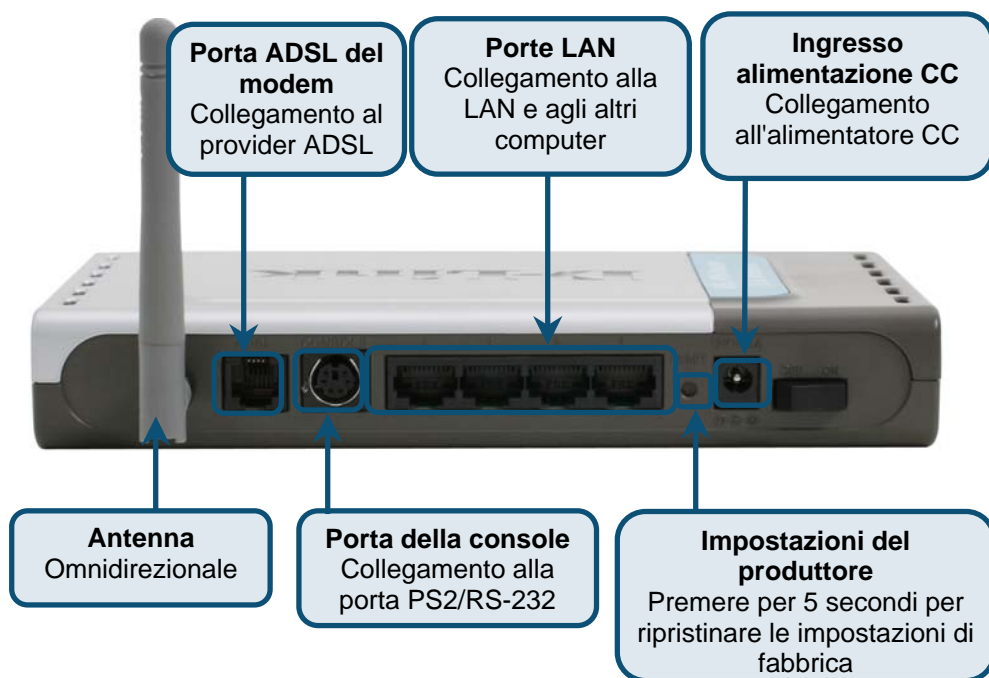 Porta ADSL del
modem
Collegamento al
provider ADSL
Porte LAN
Collegamento alla
LAN e agli altri
computer
Ingresso
alimentazione CC
Collegamento
all'alimentatore CC
D-Link
CONSOLE
Antenna
Omnidirezionale
Porta della console
Collegamento alla
porta PS2/RS-232
Impostazioni del
produttore
Premere per 5 secondi per
ripristinare le impostazioni di
fabbrica